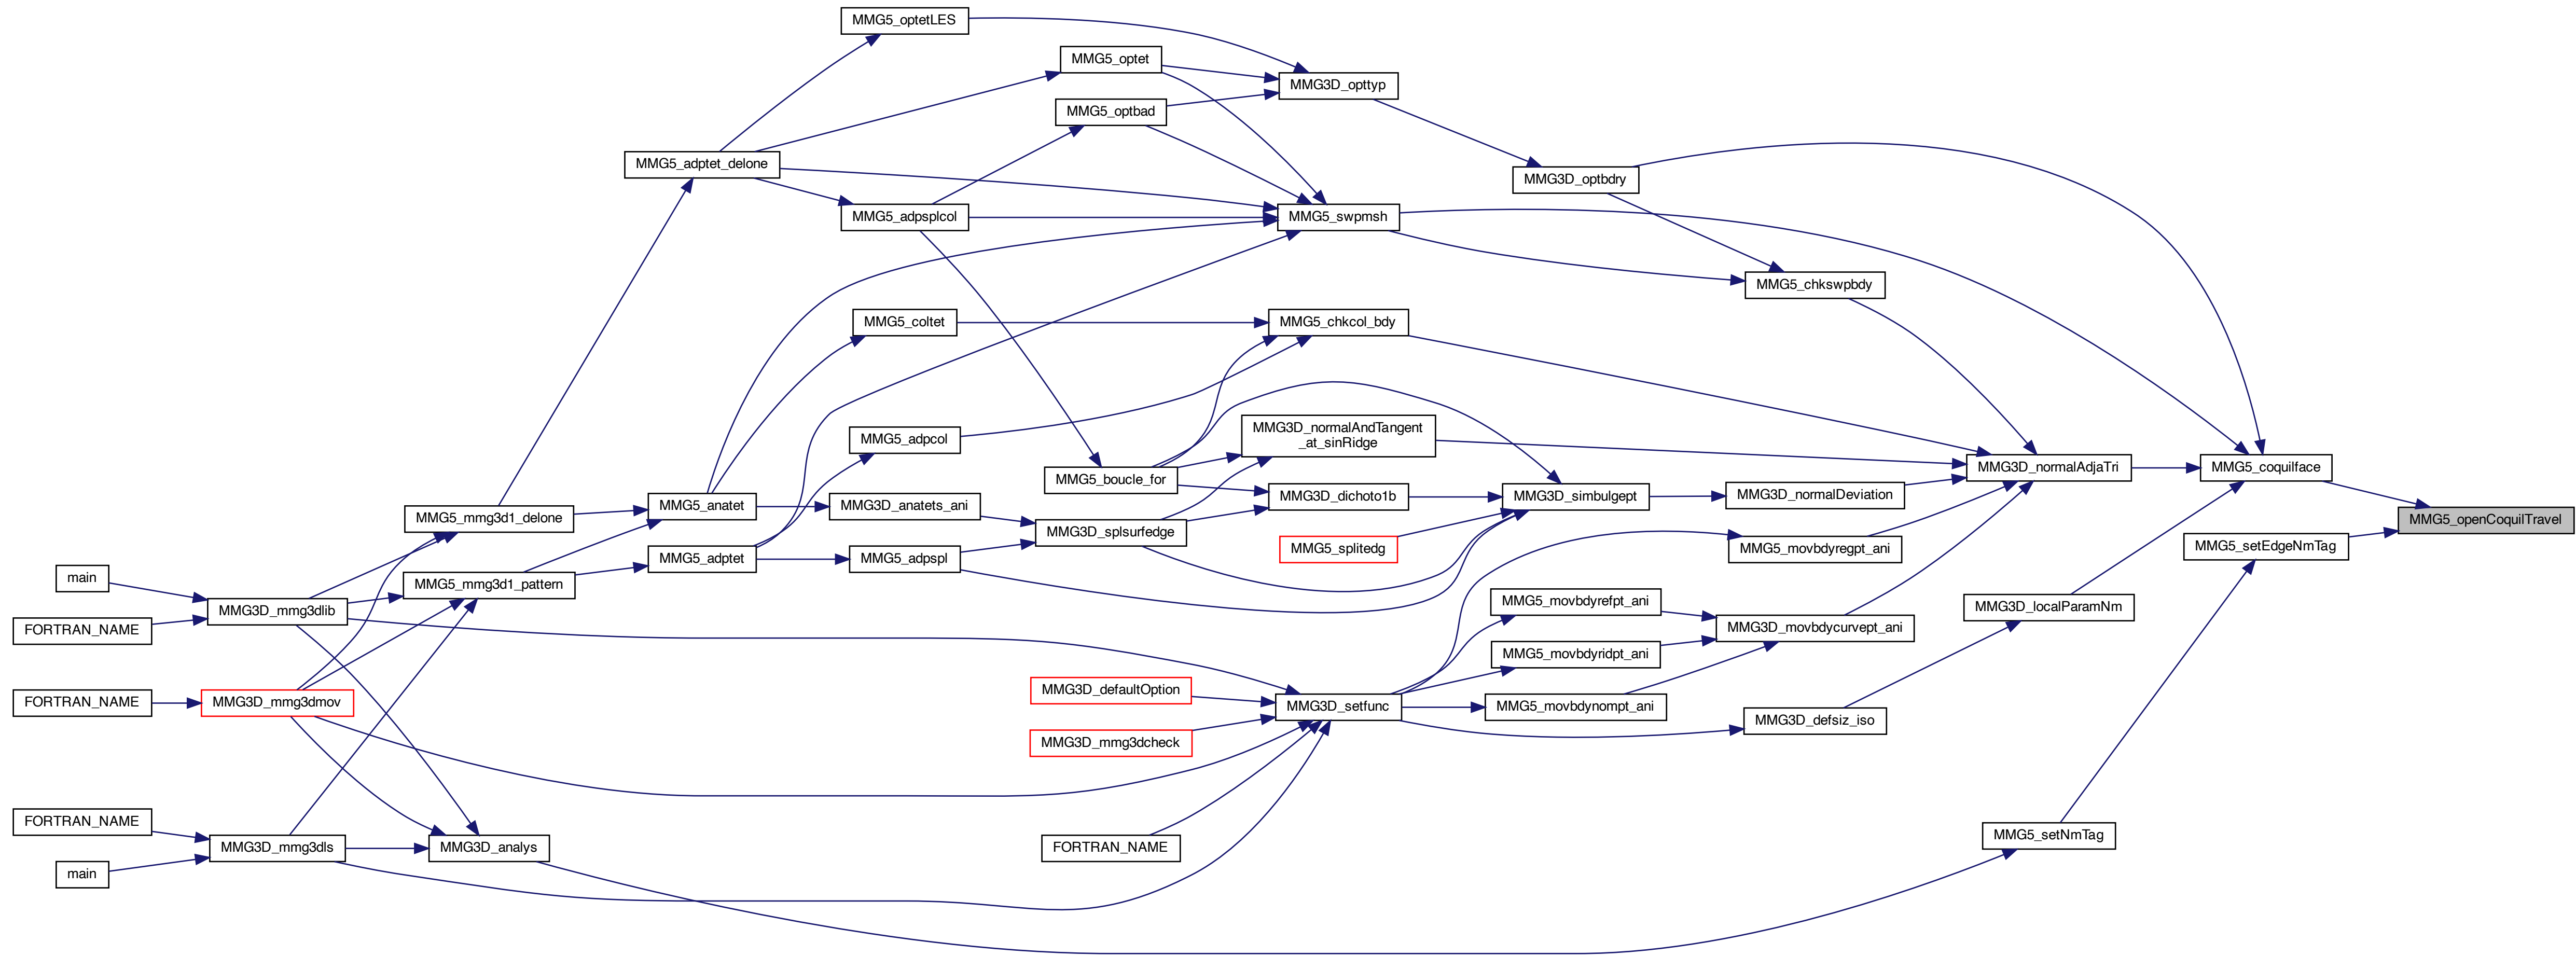 MMG5_optetLES
MMG5_optet
MMG3D_opttyp
MMG5_optbad
MMG5_adptet_delone
MMG3D_optbdry
MMG5_adpsplcol
MMG5_swpmsh
MMG5_chkswpbdy
MMG5_coltet
MMG5_chkcol_bdy
MMG5_adpcol
MMG3D_normalAndTangent
_at_sinRidge
MMG5_boucle_for
MMG3D_normalAdjaTri
MMG5_coquilface
MMG5_mmg3d1_delone
MMG5_anatet
MMG3D_anatets_ani
MMG3D_dichoto1b
MMG3D_simbulgept
MMG3D_normalDeviation
MMG5_openCoquilTravel
MMG3D_splsurfedge
MMG5_splitedg
MMG5_movbdyregpt_ani
MMG5_setEdgeNmTag
MMG5_adptet
MMG5_adpspl
main
MMG5_mmg3d1_pattern
MMG3D_mmg3dlib
MMG5_movbdyrefpt_ani
MMG3D_localParamNm
FORTRAN_NAME
MMG3D_movbdycurvept_ani
MMG5_movbdyridpt_ani
FORTRAN_NAME
MMG3D_mmg3dmov
MMG3D_defaultOption
MMG3D_setfunc
MMG5_movbdynompt_ani
MMG3D_defsiz_iso
MMG3D_mmg3dcheck
FORTRAN_NAME
MMG3D_mmg3dls
MMG3D_analys
FORTRAN_NAME
MMG5_setNmTag
main